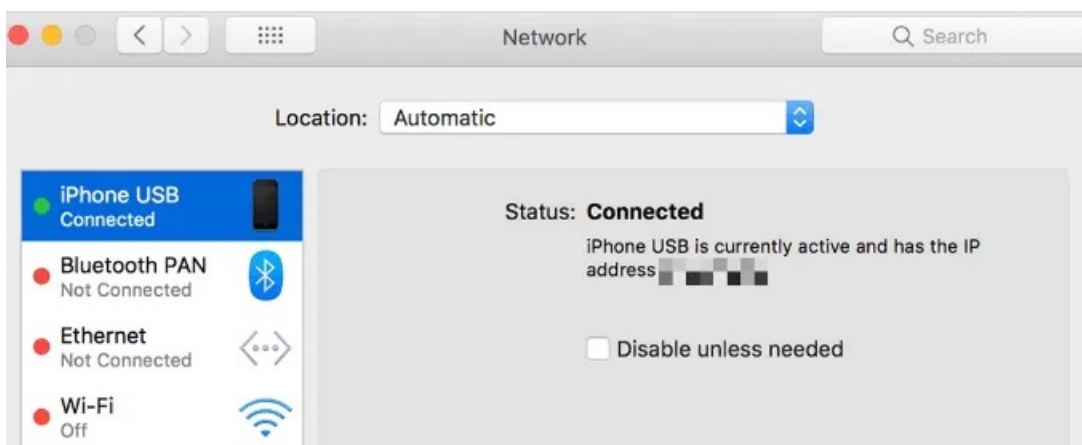 Network
Search
Location: Automatic
iPhone USB
Connected
Bluetooth PAN
Not Connected
Ethernet
Not Connected
Wi-Fi
Off
Status: Connected
iPhone USB is currently active and has the IP
address
Disable unless needed